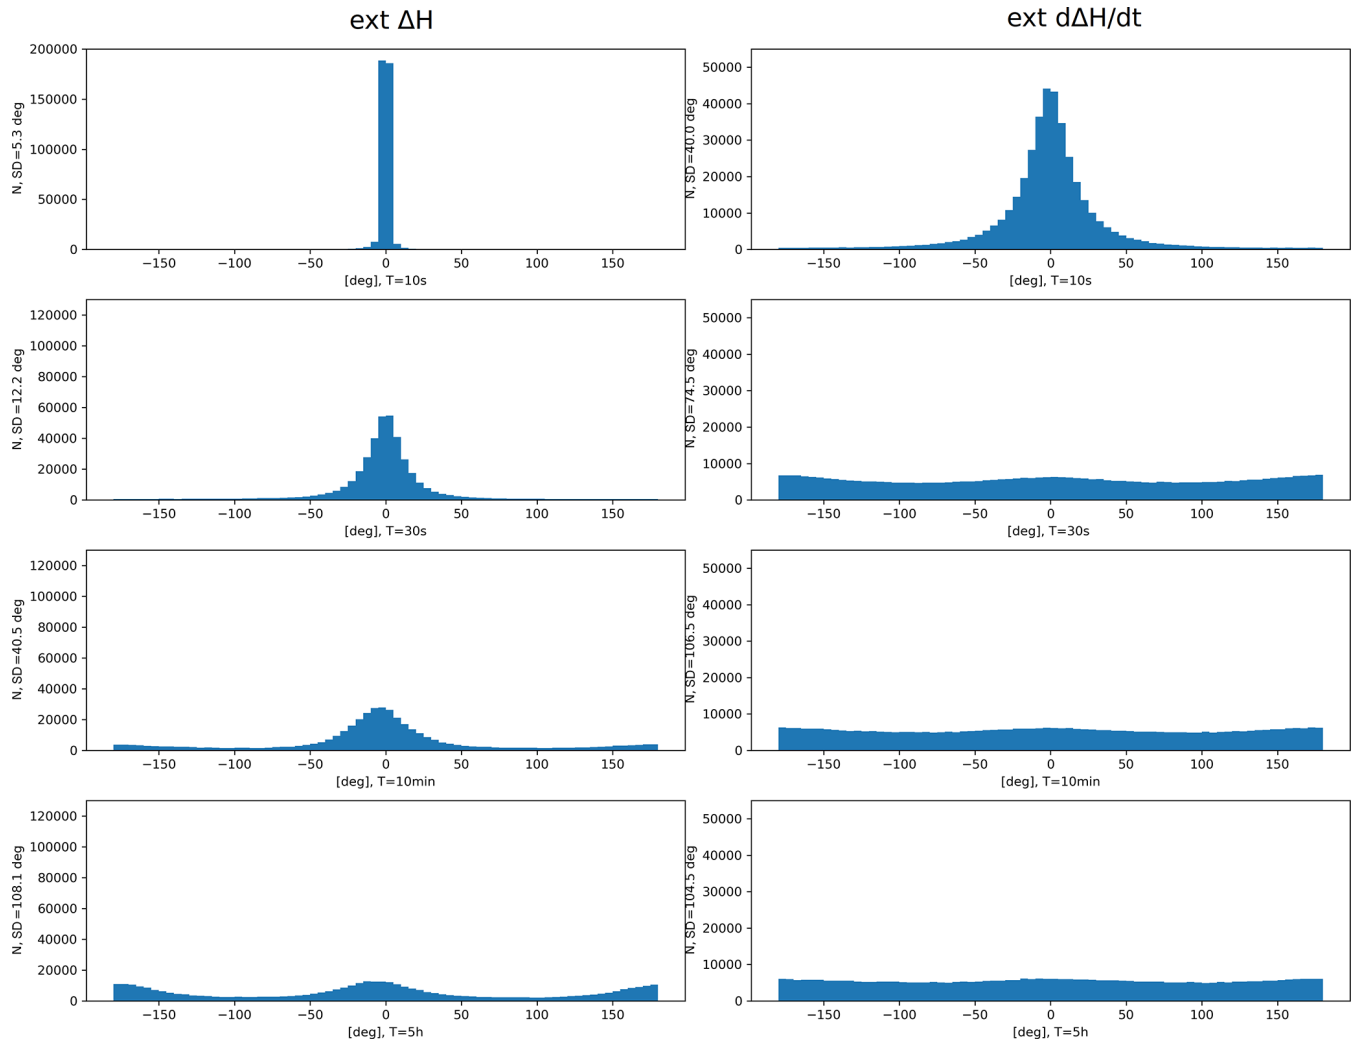 ext ΔH
ext dΔH/dt
200000
150000
100000
50000
0
N, SD=5.3 deg
−150 −100 −50 0 50 100 150
[deg], T=10s
50000
40000
30000
20000
10000
0
N, SD=40.0 deg
−150 −100 −50 0 50 100 150
[deg], T=10s
120000
100000
80000
60000
40000
20000
0
N, SD=12.2 deg
−150 −100 −50 0 50 100 150
[deg], T=30s
50000
40000
30000
20000
10000
0
N, SD=74.5 deg
−150 −100 −50 0 50 100 150
[deg], T=30s
120000
100000
80000
60000
40000
20000
0
N, SD=40.5 deg
−150 −100 −50 0 50 100 150
[deg], T=10min
50000
40000
30000
20000
10000
0
N, SD=106.5 deg
−150 −100 −50 0 50 100 150
[deg], T=10min
120000
100000
80000
60000
40000
20000
0
N, SD=108.1 deg
−150 −100 −50 0 50 100 150
[deg], T=5h
50000
40000
30000
20000
10000
0
N, SD=104.5 deg
−150 −100 −50 0 50 100 150
[deg], T=5h